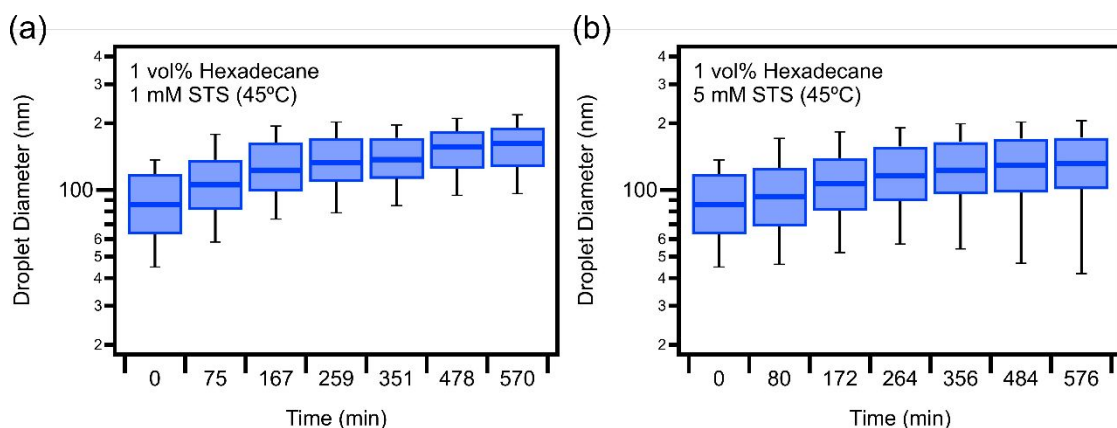 (a)
1 vol% Hexadecane
1 mM STS (45ºC)
Droplet Diameter (nm)
4
3
2
100
6
5
4
3
2
0 75 167 259 351 478 570
Time (min)
(b)
1 vol% Hexadecane
5 mM STS (45ºC)
Droplet Diameter (nm)
4
3
2
100
6
5
4
3
2
0 80 172 264 356 484 576
Time (min)